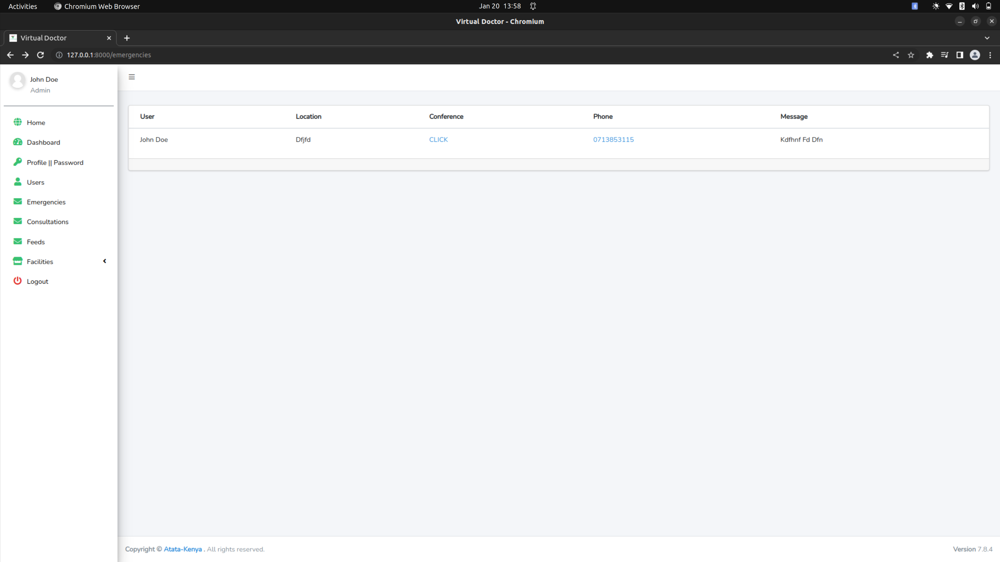 Activities Chromium Web Browser Jan 20 13:58
Virtual Doctor - Chromium
Virtual Doctor
127.0.0.1:8000/emergencies
John Doe
Admin
Home
Dashboard
Profile || Password
Users
Emergencies
Consultations
Feeds
Facilities
Logout
User Location Conference Phone Message
John Doe Dfjfd CLICK 0713853115 Kdfhnf Fd Dfn
Copyright © Atata-Kenya . All rights reserved. Version 7.8.4